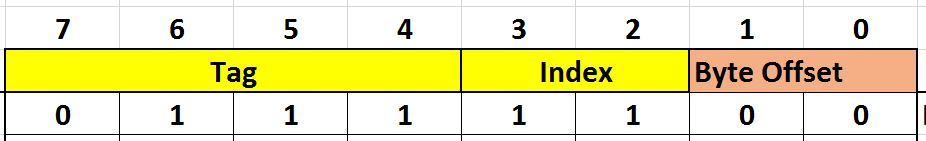 7 6 5 4 3 2 1 0
Tag Index Byte Offset
0 1 1 1 1 1 0 0